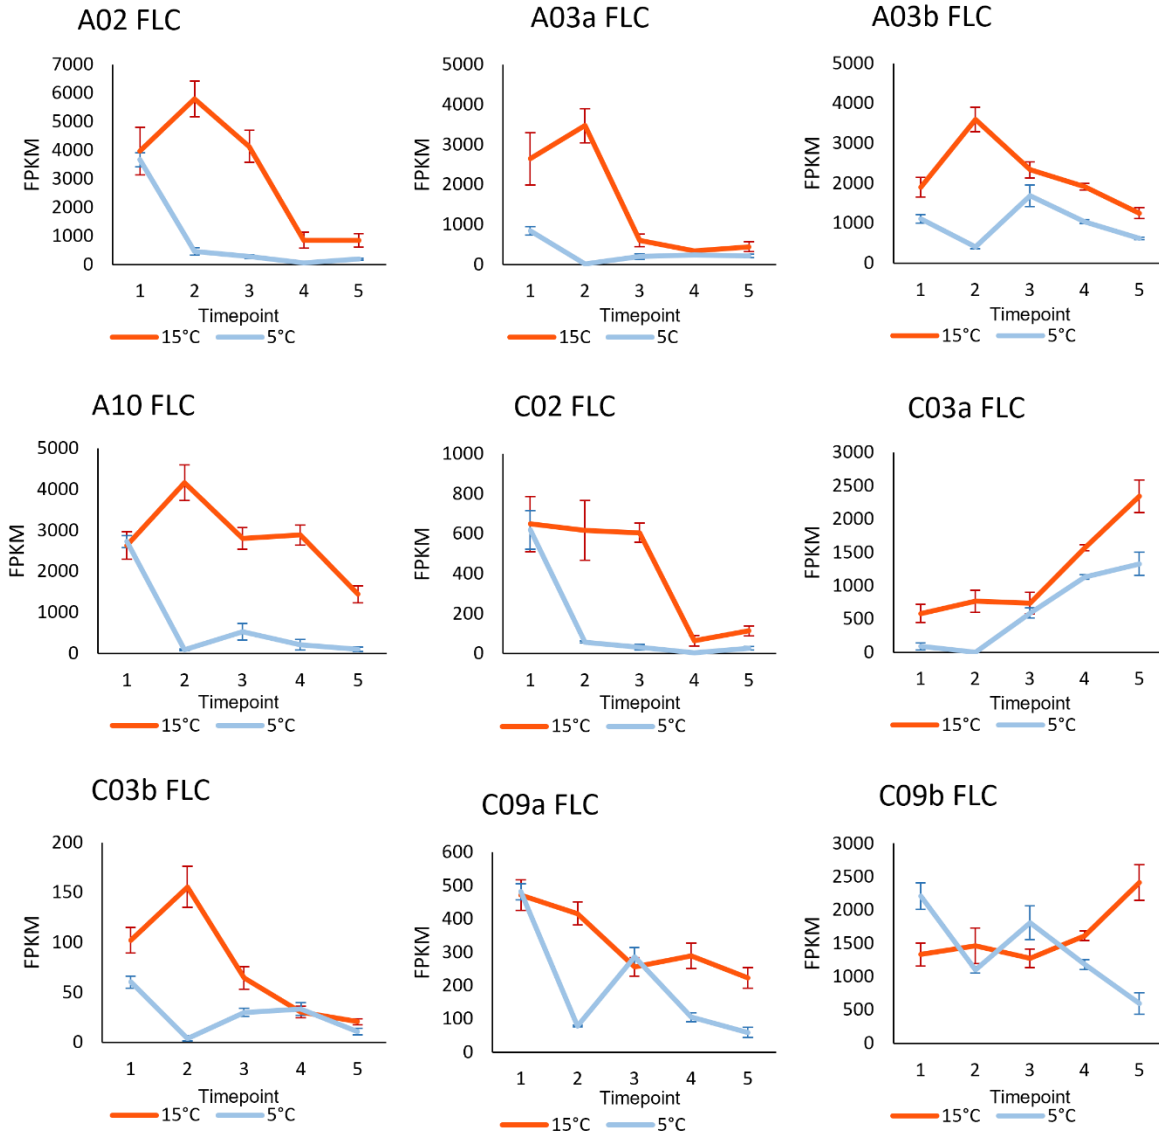 A02 FLC
7000
6000
5000
4000
3000
2000
1000
0
FPKM
1 2 3 4 5
Timepoint
15°C 5°C
A03a FLC
5000
4000
3000
2000
1000
0
FPKM
1 2 3 4 5
Timepoint
15C 5C
A03b FLC
5000
4000
3000
2000
1000
0
FPKM
1 2 3 4 5
Timepoint
15°C 5°C
A10 FLC
5000
4000
3000
2000
1000
0
FPKM
1 2 3 4 5
Timepoint
15°C 5°C
C02 FLC
1000
800
600
400
200
0
FPKM
1 2 3 4 5
Timepoint
15°C 5°C
C03a FLC
3000
2500
2000
1500
1000
500
0
FPKM
1 2 3 4 5
Timepoint
15°C 5°C
C03b FLC
200
150
100
50
0
FPKM
1 2 3 4 5
Timepoint
15°C 5°C
C09a FLC
600
500
400
300
200
100
0
FPKM
1 2 3 4 5
Timepoint
15°C 5°C
C09b FLC
3000
2500
2000
1500
1000
500
0
FPKM
1 2 3 4 5
Timepoint
15°C 5°C